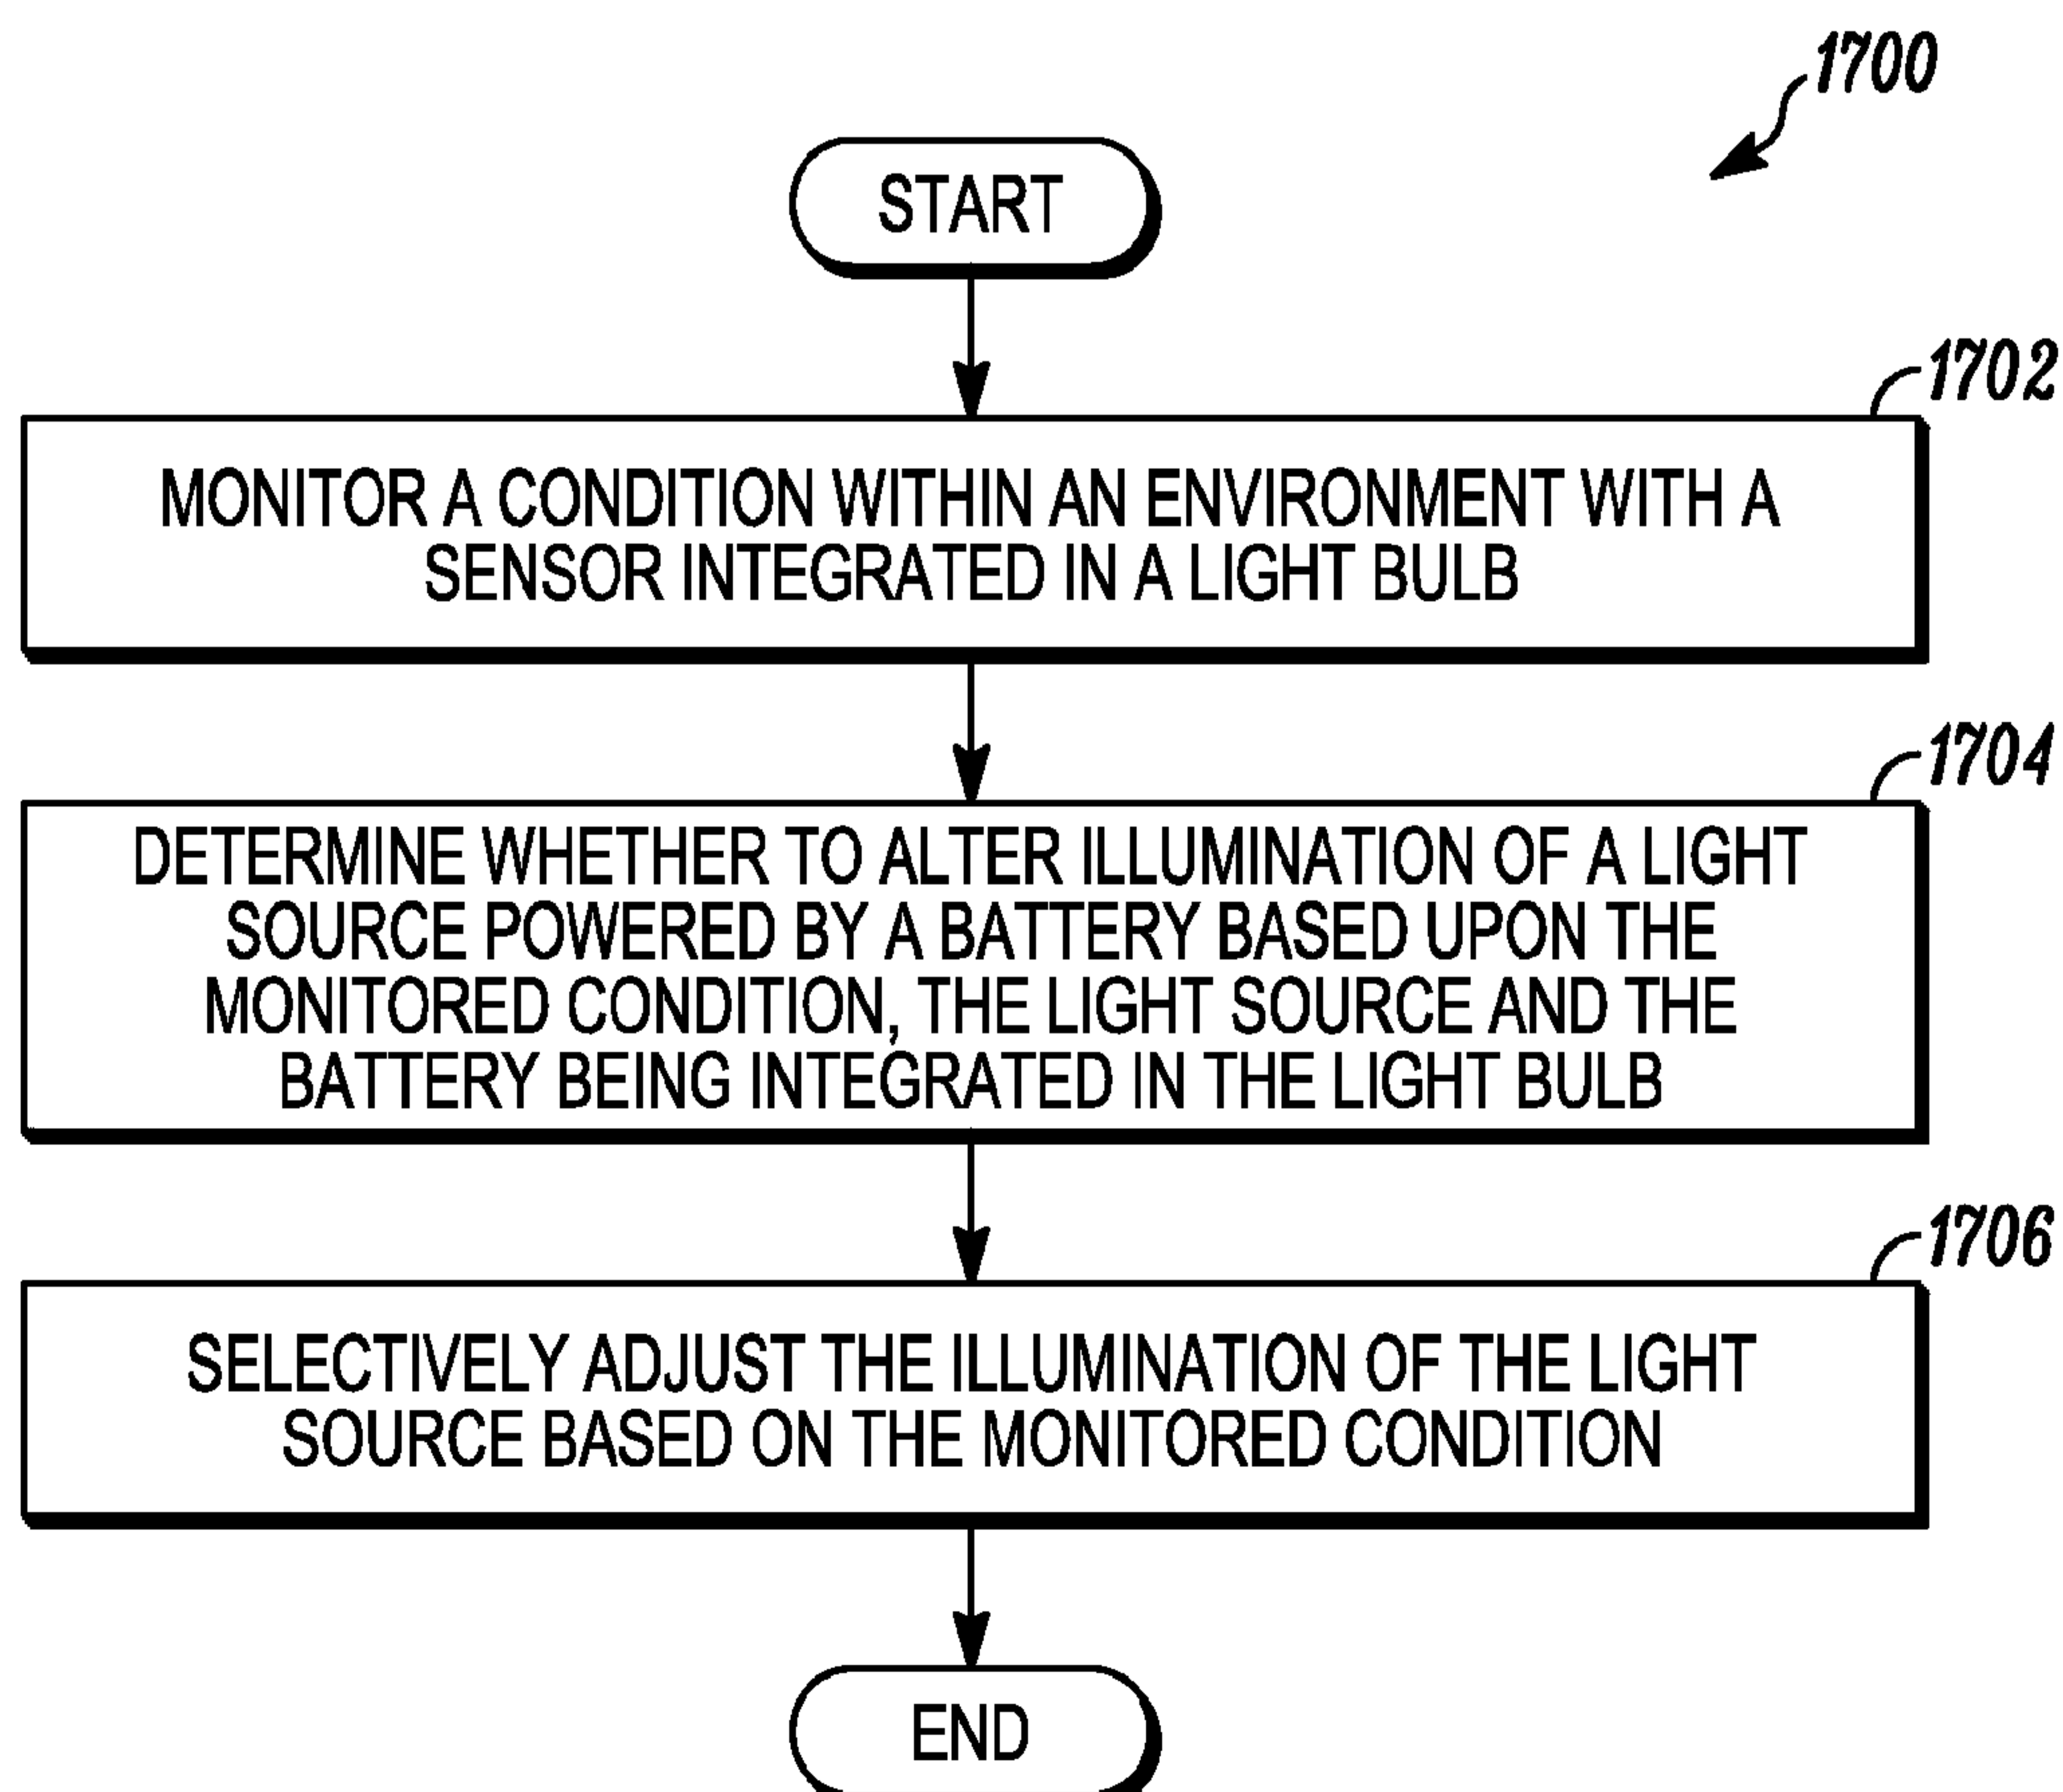 1700
START
1702
MONITOR A CONDITION WITHIN AN ENVIRONMENT WITH A
SENSOR INTEGRATED IN A LIGHT BULB
1704
DETERMINE WHETHER TO ALTER ILLUMINATION OF A LIGHT
SOURCE POWERED BY A BATTERY BASED UPON THE
MONITORED CONDITION, THE LIGHT SOURCE AND THE
BATTERY BEING INTEGRATED IN THE LIGHT BULB
1706
SELECTIVELY ADJUST THE ILLUMINATION OF THE LIGHT
SOURCE BASED ON THE MONITORED CONDITION
END